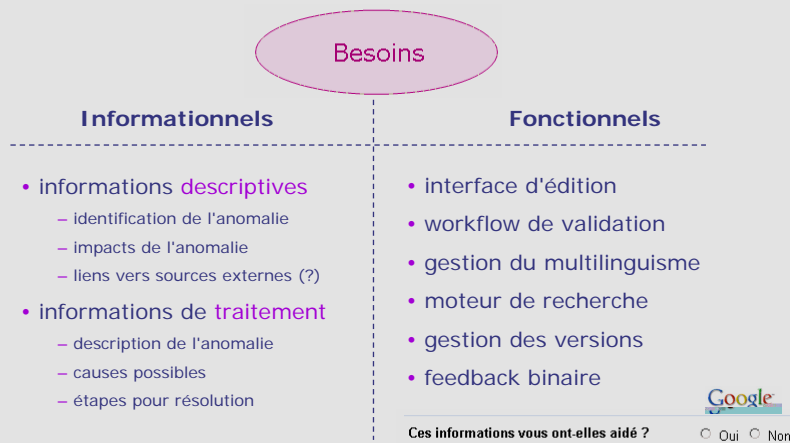 Besoins
Informationnels
• informations descriptives
– identification de l'anomalie
– impacts de l'anomalie
– liens vers sources externes (?)
• informations de traitement
– description de l'anomalie
– causes possibles
– étapes pour résolution
Fonctionnels
• interface d'édition
• workflow de validation
• gestion du multilinguisme
• moteur de recherche
• gestion des versions
• feedback binaire
Google
Ces informations vous ont-elles aidé ? Oui Non